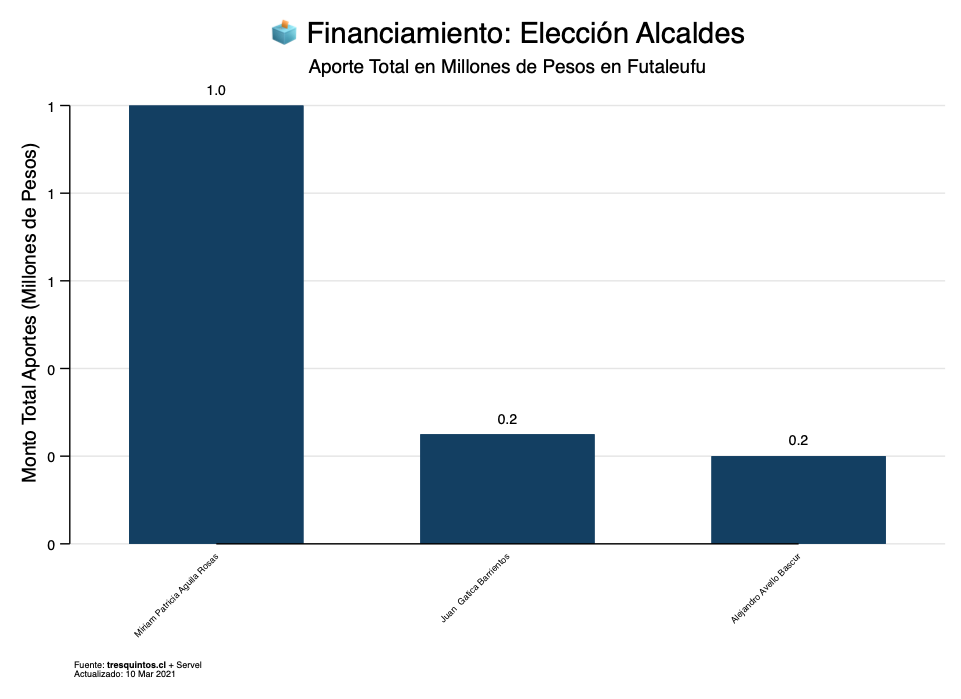 Financiamiento: Elección Alcaldes
Aporte Total en Millones de Pesos en Futaleufu
Monto Total Aportes (Millones de Pesos)
1
1
1
0
0
0
1.0
0.2
0.2
Miriam Patricia Aguila Rosas
Juan  Gatica Barrientos
Alejandro Avello Bascur
Fuente: tresquintos.cl + Servel
Actualizado: 10 Mar 2021